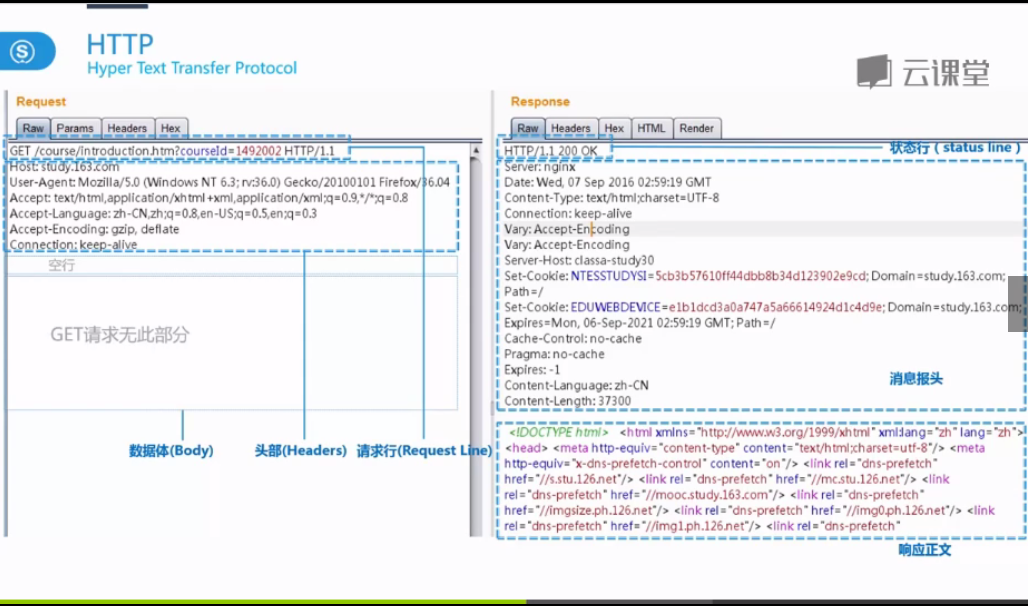 HTTP
Hyper Text Transfer Protocol
云课堂
Request
Raw Params Headers Hex
GET /course/introduction.htm?courseId=1492002 HTTP/1.1
Host: study.163.com
User-Agent: Mozilla/5.0 (Windows NT 6.3; rv:36.0) Gecko/20100101 Firefox/36.04
Accept: text/html,application/xhtml+xml,application/xml;q=0.9,*/*;q=0.8
Accept-Language: zh-CN,zh;q=0.8,en-US;q=0.5,en;q=0.3
Accept-Encoding: gzip, deflate
Connection: keep-alive
空行
GET请求无此部分
数据体(Body)
头部(Headers)
请求行(Request Line)
Response
Raw Headers Hex HTML Render
HTTP/1.1 200 OK
状态行 ( status line )
Server: nginx
Date: Wed, 07 Sep 2016 02:59:19 GMT
Content-Type: text/html;charset=UTF-8
Connection: keep-alive
Vary: Accept-Encoding
Vary: Accept-Encoding
Server-Host: classa-study30
Set-Cookie: NTESSTUDYSI=5cb3b57610ff44dbb8b34d123902e9cd; Domain=study.163.com;
Path=/
Set-Cookie: EDUWEBDEVICE=e1b1dcd3a0a747a5a66614924d1c4d9e; Domain=study.163.com;
Expires=Mon, 06-Sep-2021 02:59:19 GMT; Path=/
Cache-Control: no-cache
Pragma: no-cache
Expires: -1
Content-Language: zh-CN
Content-Length: 37300
消息报头
<!DOCTYPE html> <html xmlns="http://www.w3.org/1999/xhtml" xml:lang="zh" lang="zh">
<head> <meta http-equiv="content-type" content="text/html;charset=utf-8"/> <meta
http-equiv="x-dns-prefetch-control" content="on"/> <link rel="dns-prefetch"
href="//s.stu.126.net"/> <link rel="dns-prefetch" href="//mc.stu.126.net"/> <link
rel="dns-prefetch" href="//mooc.study.163.com"/> <link rel="dns-prefetch"
href="//imgsize.ph.126.net"/> <link rel="dns-prefetch" href="//img0.ph.126.net"/> <link
rel="dns-prefetch" href="//img1.ph.126.net"/> <link rel="dns-prefetch"
响应正文